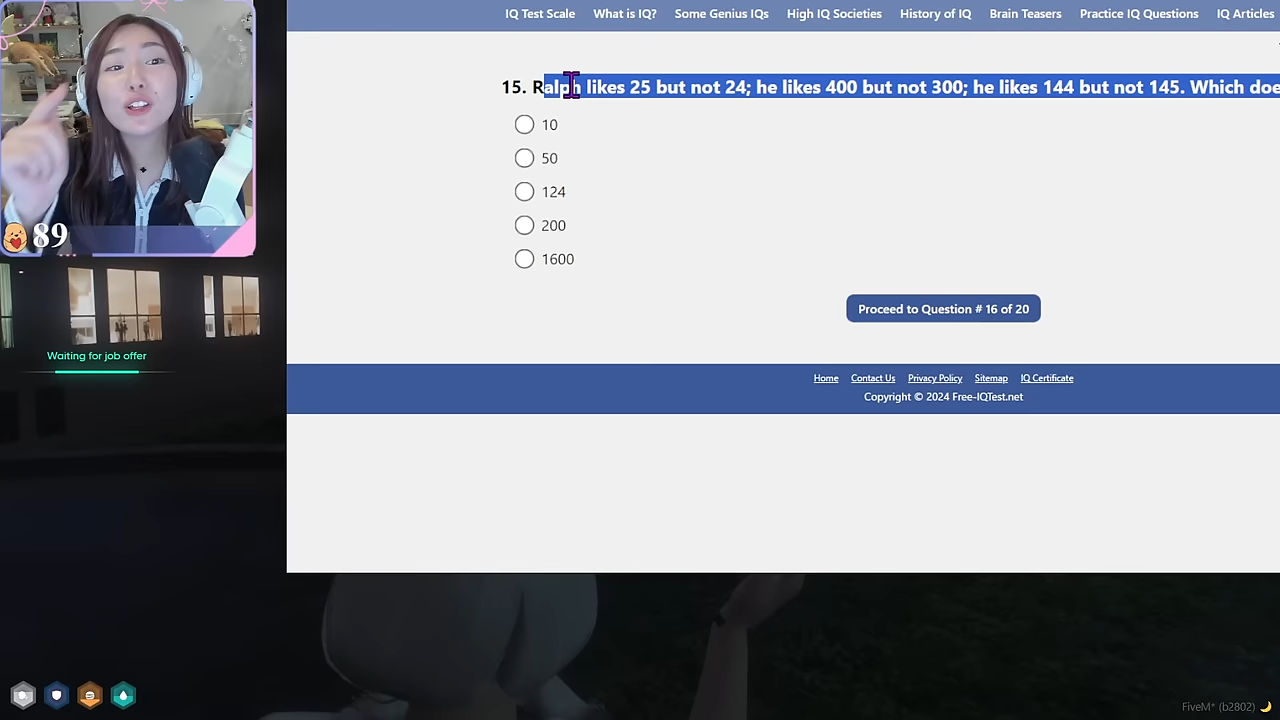 IQ Test Scale What is IQ? Some Genius IQs High IQ Societies History of IQ Brain Teasers Practice IQ Questions IQ Articles
15. Ralph likes 25 but not 24; he likes 400 but not 300; he likes 144 but not 145. Which doe
10
50
124
200
1600
Proceed to Question # 16 of 20
Home Contact Us Privacy Policy Sitemap IQ Certificate
Copyright © 2024 Free-IQTest.net
89
Waiting for job offer
FiveM* (b2802)